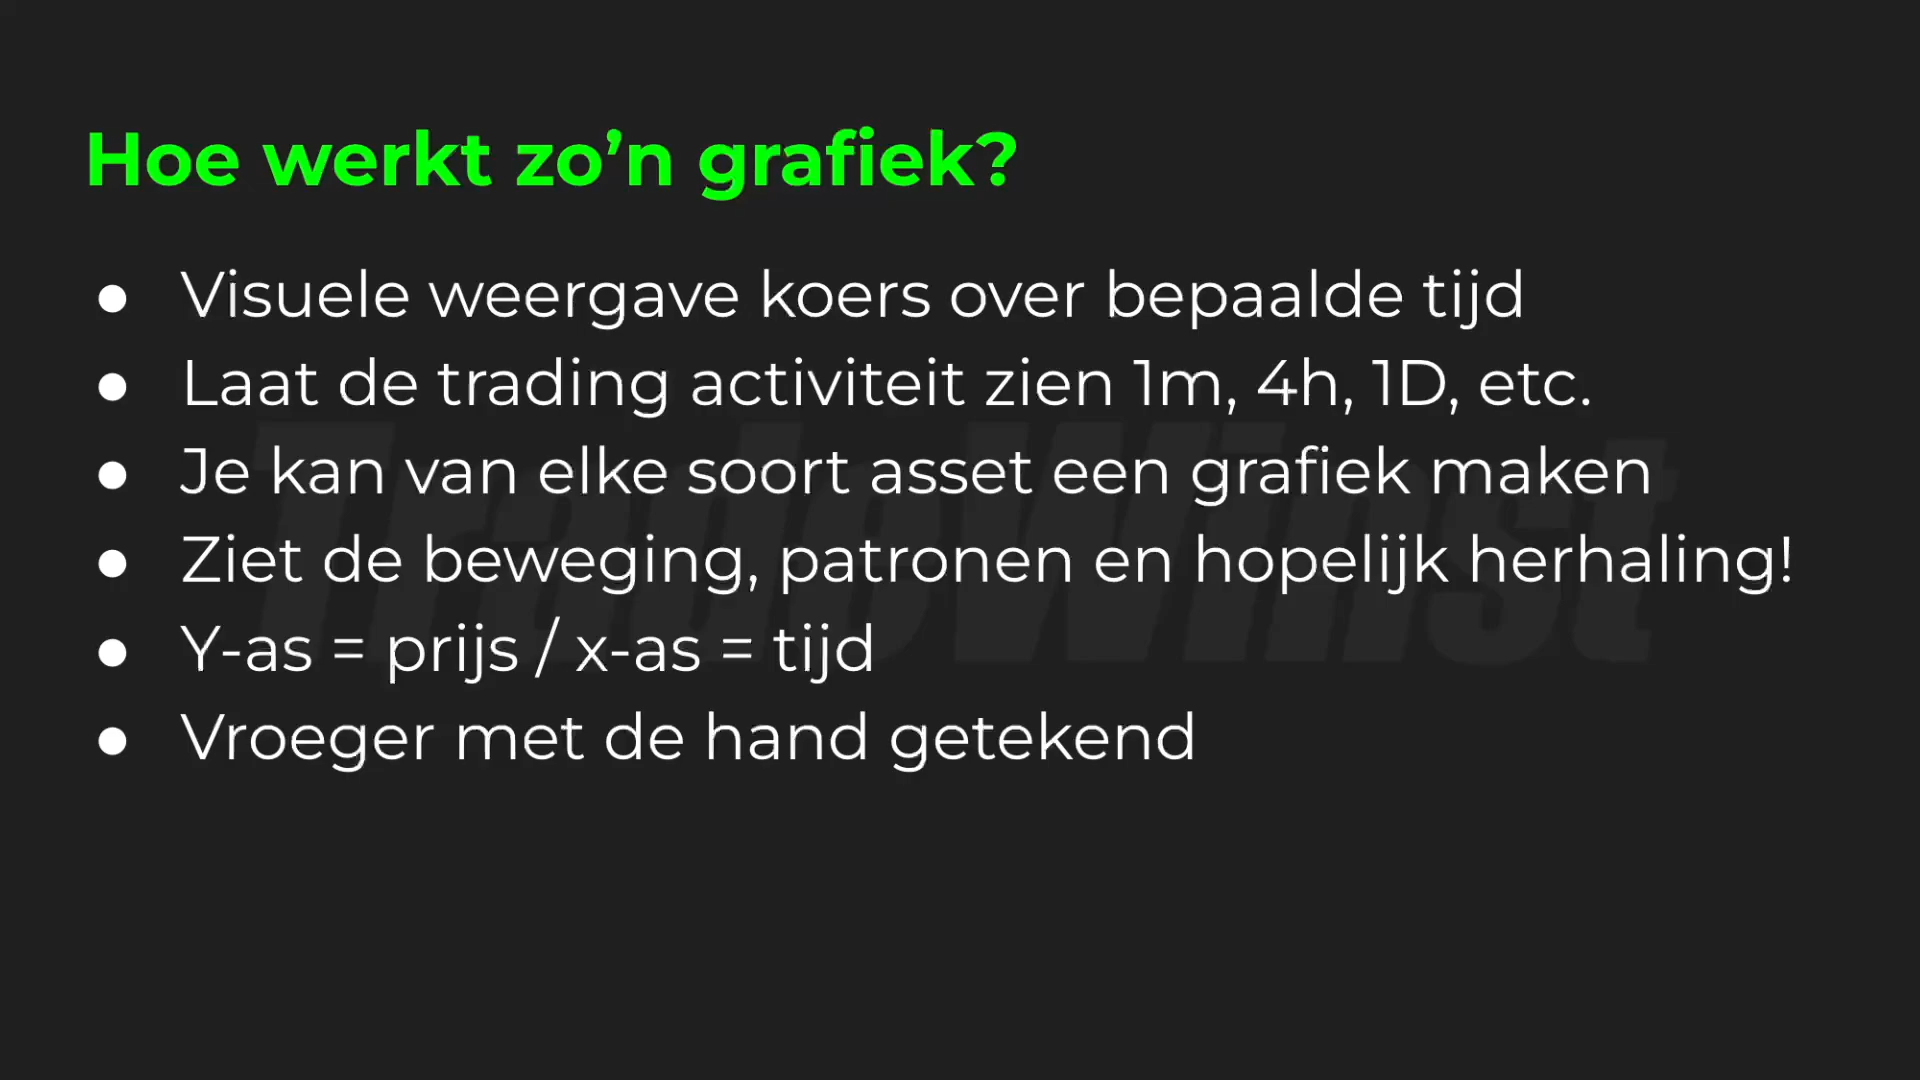 Hoe werkt zo’n grafiek?
● Visuele weergave koers over bepaalde tijd
● Laat de trading activiteit zien 1m, 4h, 1D, etc.
● Je kan van elke soort asset een grafiek maken
● Ziet de beweging, patronen en hopelijk herhaling!
● Y-as = prijs / x-as = tijd
● Vroeger met de hand getekend
TradeWinst